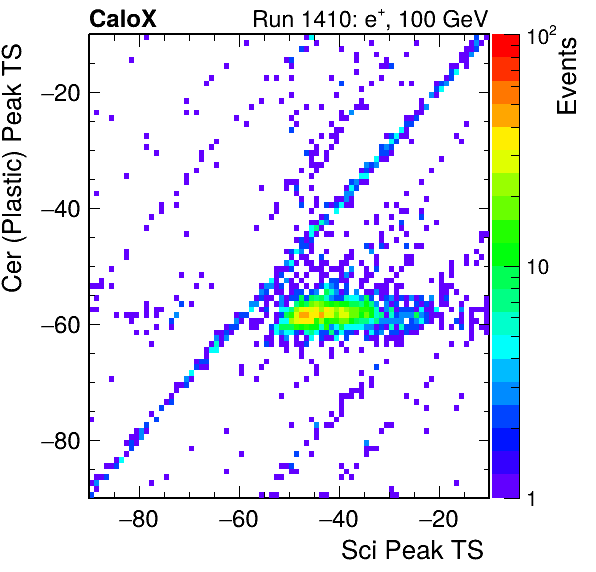 CaloX Run 1410: e⁺, 100 GeV
Cer (Plastic) Peak TS
−20
−40
−60
−80
−80 −60 −40 −20
Sci Peak TS
10²
10
1
Events